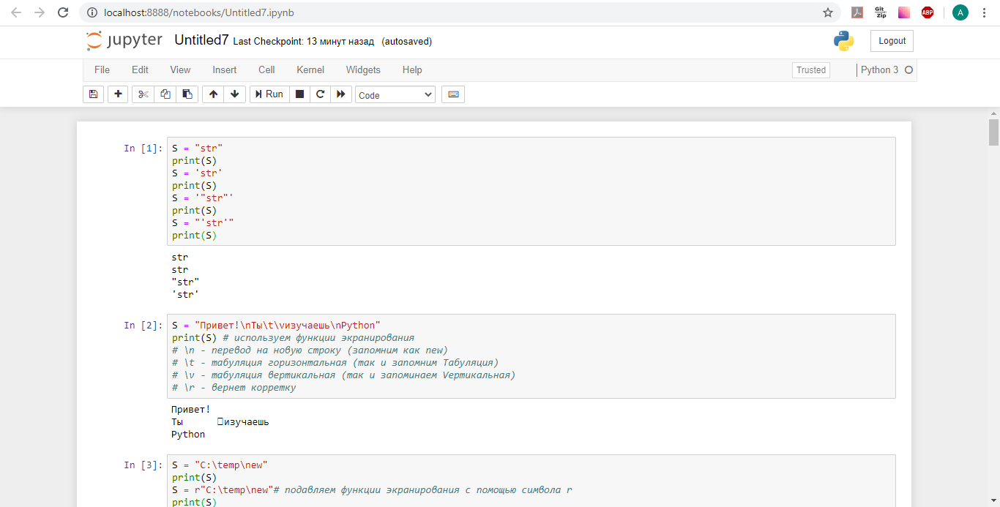 localhost:8888/notebooks/Untitled7.ipynb
Git Zip
ABP
A
jupyter Untitled7 Last Checkpoint: 13 минут назад (autosaved)
Logout
File Edit View Insert Cell Kernel Widgets Help
Trusted
Python 3
Run
Code
In [1]:
S = "str"
print(S)
S = 'str'
print(S)
S = '"str"'
print(S)
S = "'str'"
print(S)
str
str
"str"
'str'
In [2]:
S = "Привет!\nТы\t\vизучаешь\nPython"
print(S) # используем функции экранирования
# \n - перевод на новую строку (запомним как new)
# \t - табуляция горизонтальная (так и запомним Табуляция)
# \v - табуляция вертикальная (так и запоминаем Vертикальная)
# \r - вернет корретку
Привет!
Ты □изучаешь
Python
In [3]:
S = "C:\temp\new"
print(S)
S = r"C:\temp\new"# подавляем функции экранирования с помощью символа r
print(S)